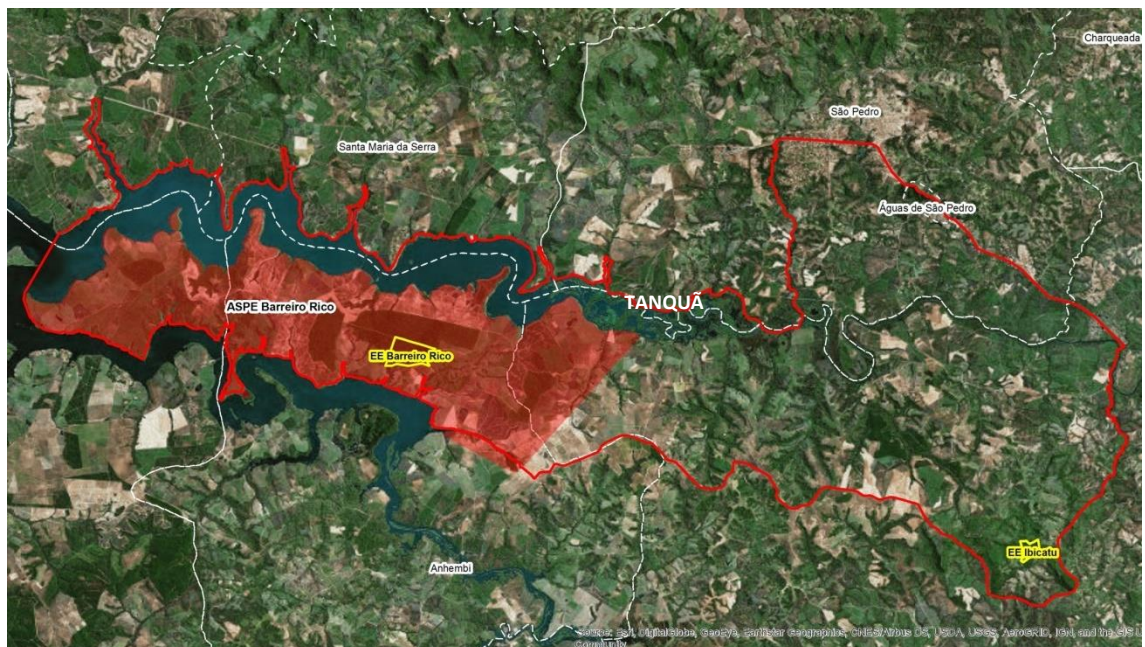 Charqueada
São Pedro
Santa Maria da Serra
Águas de São Pedro
TANQUÃ
ASPE Barreiro Rico
EE Barreiro Rico
EE Ibicatu
Anhembi
Source: Esri, DigitalGlobe, GeoEye, Earthstar Geographics, CNES/Airbus DS, USDA, USGS, AeroGRID, IGN, and the GIS U
Community